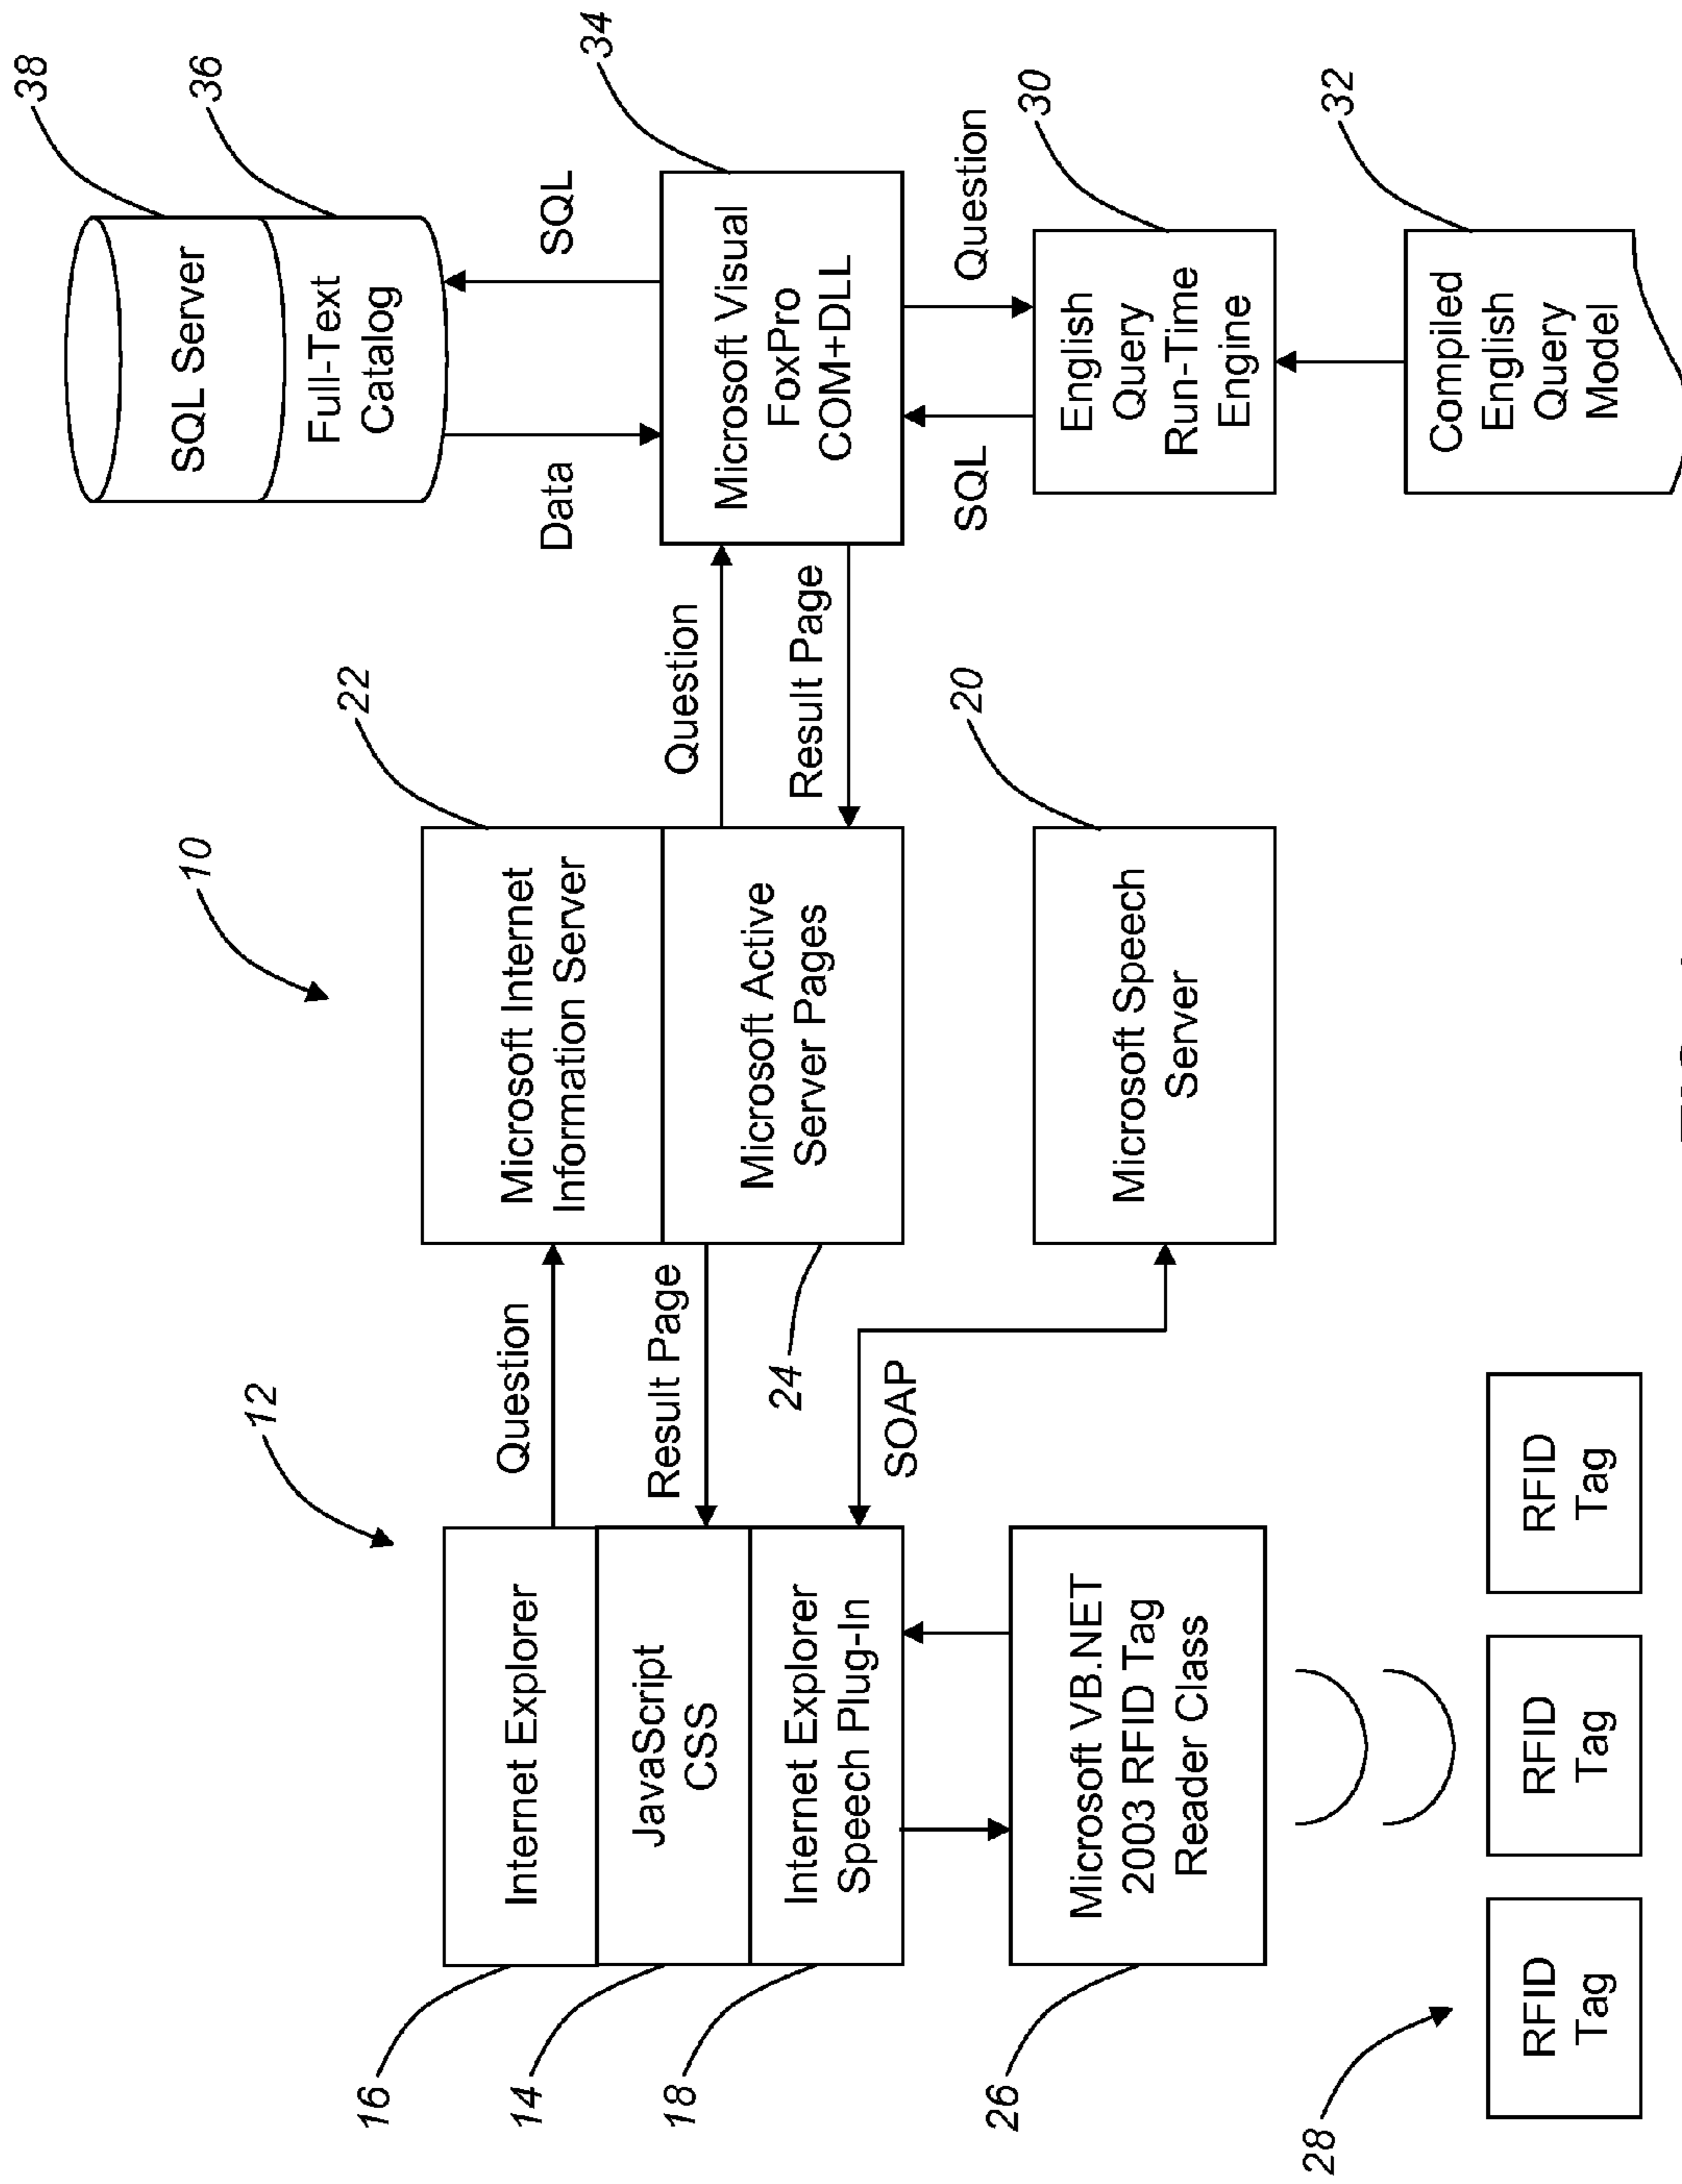 12
16
Internet Explorer
14
JavaScript
CSS
18
Internet Explorer
Speech Plug-In
26
Microsoft VB.NET
2003 RFID Tag
Reader Class
28
RFID
Tag
RFID
Tag
RFID
Tag
Question
Result Page
SOAP
10
22
Microsoft Internet
Information Server
24
Microsoft Active
Server Pages
20
Microsoft Speech
Server
Question
Result Page
38
SQL Server
36
Full-Text
Catalog
Data
SQL
34
Microsoft Visual
FoxPro
COM+DLL
SQL
Question
30
English
Query
Run-Time
Engine
32
Compiled
English
Query
Model